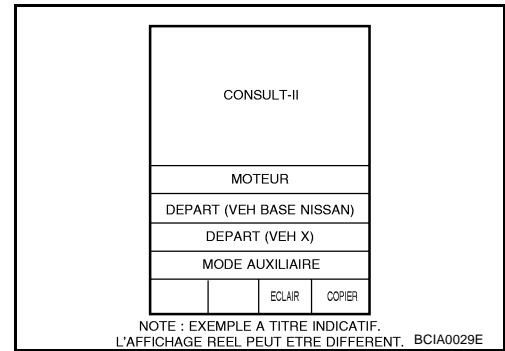 CONSULT-II
MOTEUR
DEPART (VEH BASE NISSAN)
DEPART (VEH X)
MODE AUXILIAIRE
ECLAIR COPIER
NOTE : EXEMPLE A TITRE INDICATIF.
L'AFFICHAGE REEL PEUT ETRE DIFFERENT. BCIA0029E